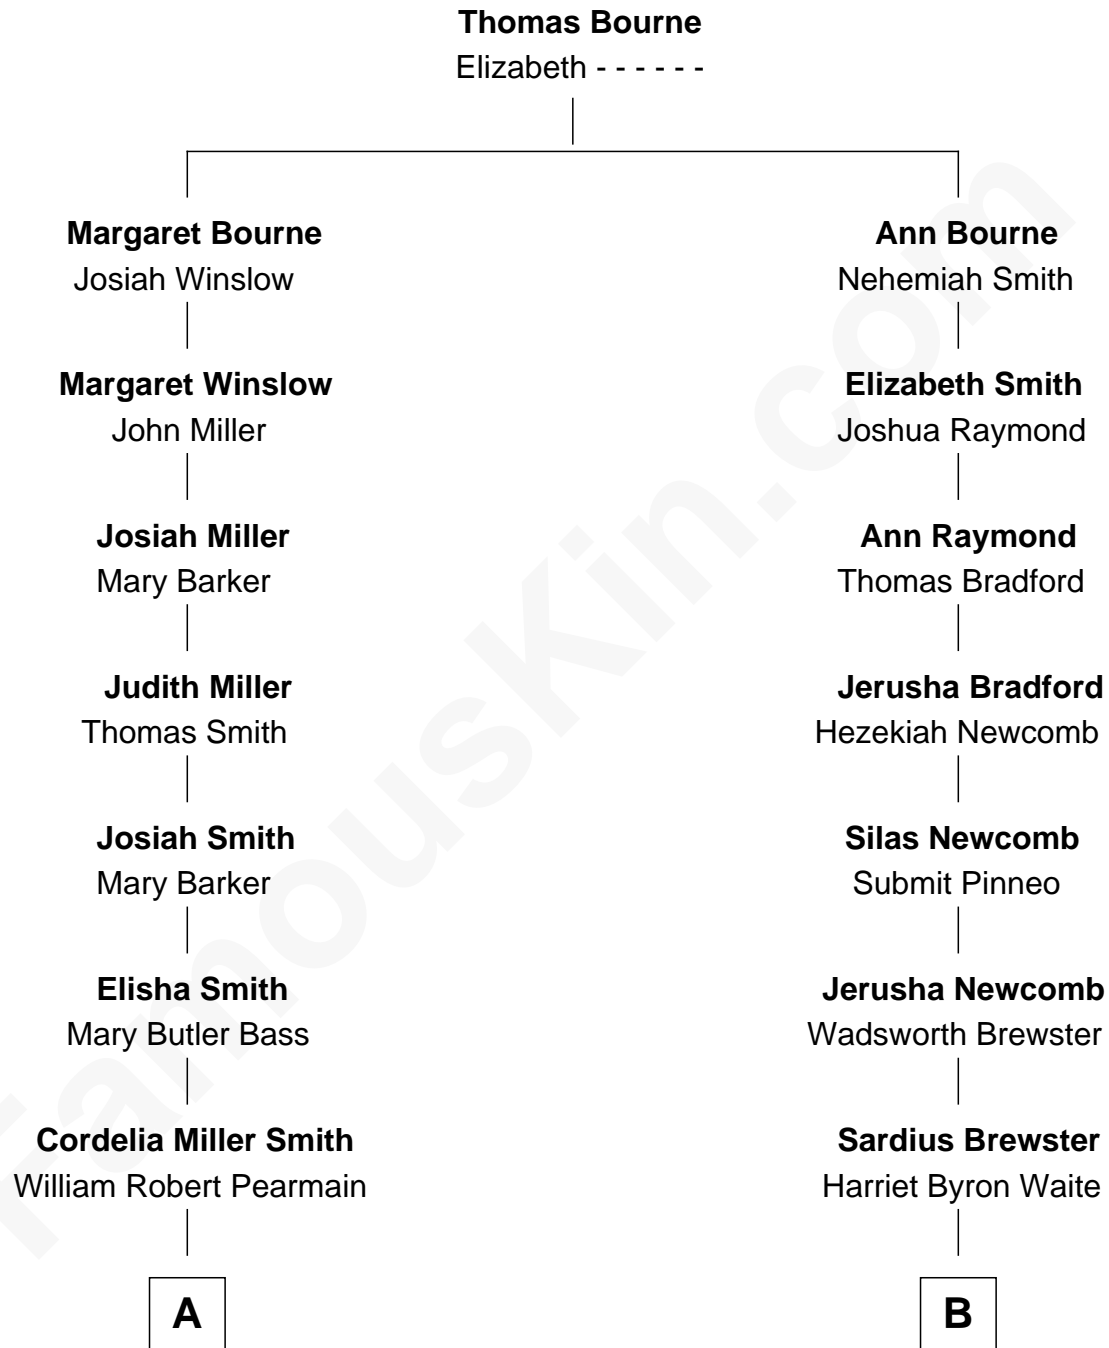 Thomas Bourne
Elizabeth - - - - - -
Margaret Bourne
Josiah Winslow
Ann Bourne
Nehemiah Smith
Margaret Winslow
John Miller
Elizabeth Smith
Joshua Raymond
Josiah Miller
Mary Barker
Ann Raymond
Thomas Bradford
Judith Miller
Thomas Smith
Jerusha Bradford
Hezekiah Newcomb
Josiah Smith
Mary Barker
Silas Newcomb
Submit Pinneo
Elisha Smith
Mary Butler Bass
Jerusha Newcomb
Wadsworth Brewster
Cordelia Miller Smith
William Robert Pearmain
Sardius Brewster
Harriet Byron Waite
A
B
FamousKin.com